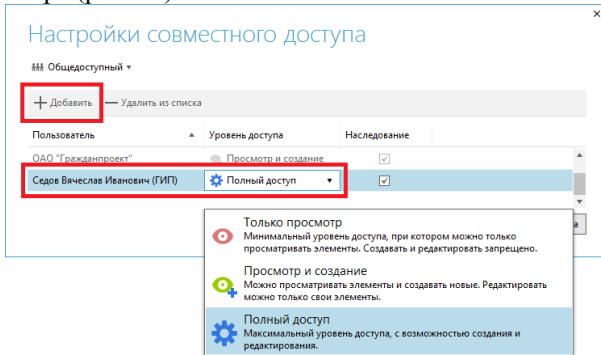 Настройки совместного доступа
Общедоступный
Добавить Удалить из списка
Пользователь Уровень доступа Наследование
ОАО "Гражданпроект" Просмотр и создание
Седов Вячеслав Иванович (ГИП) Полный доступ
Только просмотр
Минимальный уровень доступа, при котором можно только
просматривать элементы. Создавать и редактировать запрещено.
Просмотр и создание
Можно просматривать элементы и создавать новые. Редактировать
можно только свои элементы.
Полный доступ
Максимальный уровень доступа, с возможностью создания и
редактирования.